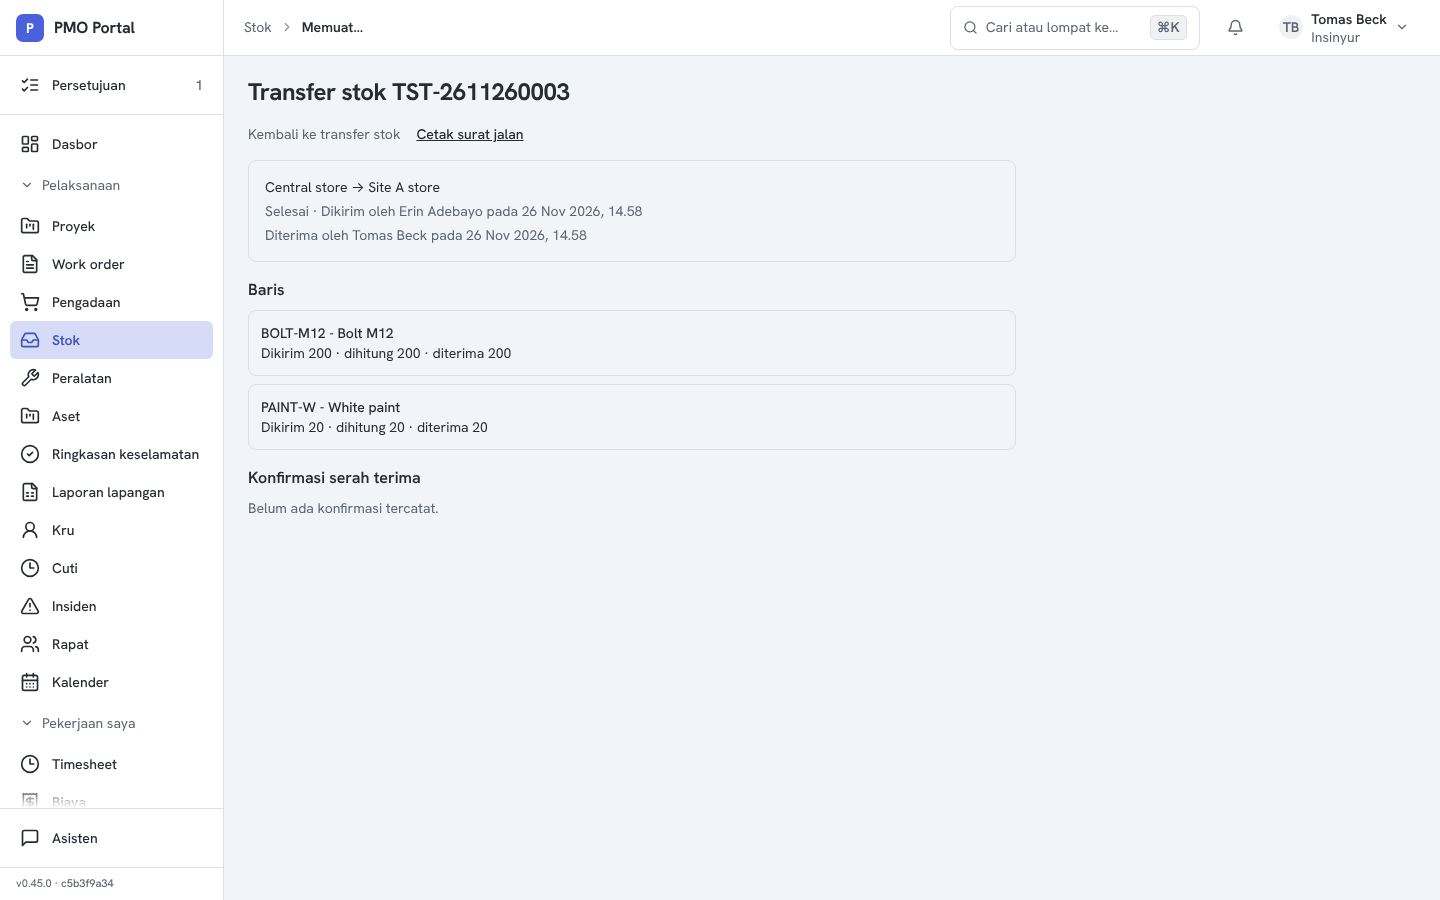 P PMO Portal
Stok > Memuat...
Cari atau lompat ke... ⌘K
TB Tomas Beck
Insinyur
Persetujuan 1
Dasbor
Pelaksanaan
Proyek
Work order
Pengadaan
Stok
Peralatan
Aset
Ringkasan keselamatan
Laporan lapangan
Kru
Cuti
Insiden
Rapat
Kalender
Pekerjaan saya
Timesheet
Biaya
Asisten
v0.45.0 · c5b3f9a34
Transfer stok TST-2611260003
Kembali ke transfer stok Cetak surat jalan
Central store → Site A store
Selesai · Dikirim oleh Erin Adebayo pada 26 Nov 2026, 14.58
Diterima oleh Tomas Beck pada 26 Nov 2026, 14.58
Baris
BOLT-M12 - Bolt M12
Dikirim 200 · dihitung 200 · diterima 200
PAINT-W - White paint
Dikirim 20 · dihitung 20 · diterima 20
Konfirmasi serah terima
Belum ada konfirmasi tercatat.